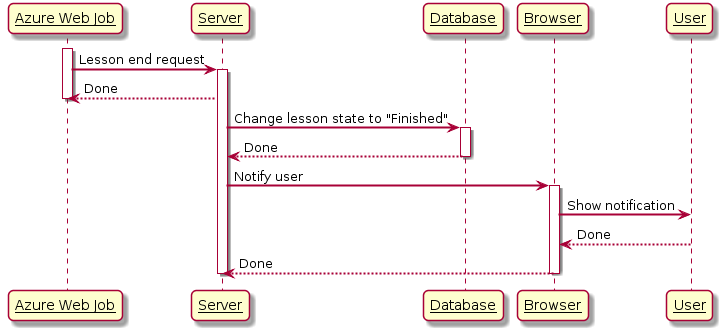 Azure Web Job Server Database Browser User
Lesson end request
Done
Change lesson state to "Finished"
Done
Notify user
Show notification
Done
Done
Azure Web Job Server Database Browser User